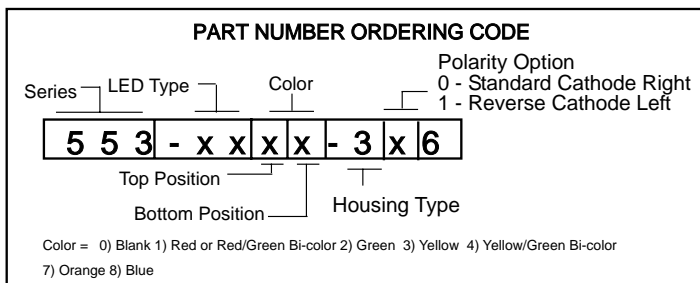 PART NUMBER ORDERING CODE
Polarity Option
0 - Standard Cathode Right
1 - Reverse Cathode Left
Series
LED Type
Color
5 5 3 - x x x x - 3 x 6
Top Position
Bottom Position
Housing Type
Color = 0) Blank 1) Red or Red/Green Bi-color 2) Green 3) Yellow 4) Yellow/Green Bi-color
7) Orange 8) Blue